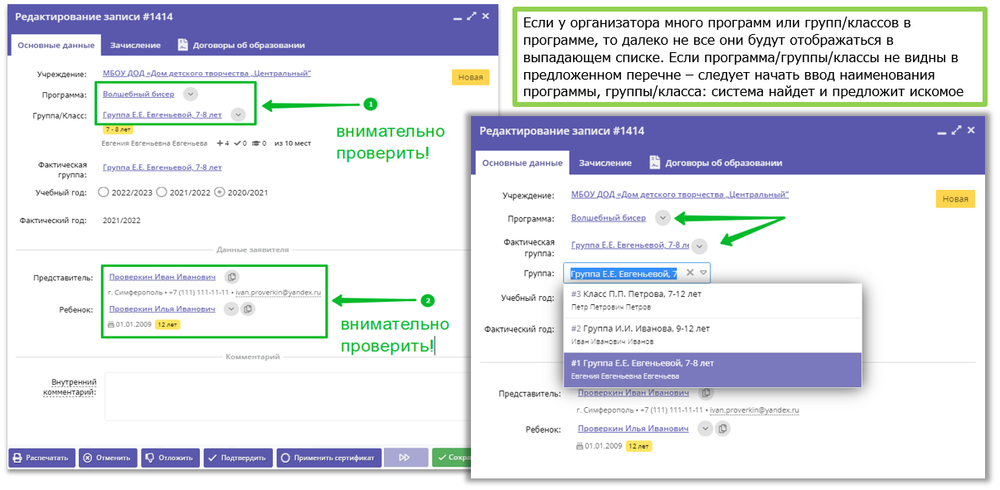 Редактирование записи #1414
Основные данные
Зачисление
Договоры об образовании
Учреждение:
МБОУ ДОД «Дом детского творчества „Центральный“
Новая
Программа:
Волшебный бисер
Группа/Класс:
Группа Е.Е. Евгеньевой, 7-8 лет
7 - 8 лет
Евгения Евгеньевна Евгеньева +4 ✓0 0 из 10 мест
1
внимательно
проверить!
Фактическая
группа:
Группа Е.Е. Евгеньевой, 7-8 лет
Учебный год:
2022/2023 2021/2022 2020/2021
Фактический год:
2021/2022
Данные заявителя
Представитель:
Проверкин Иван Иванович
г. Симферополь • +7 (111) 111-11-11 • ivan.proverkin@yandex.ru
Ребенок:
Проверкин Илья Иванович
01.01.2009 12 лет
2
внимательно
проверить!
Комментарий
Внутренний
комментарий:
Распечатать
Отменить
Отложить
Подтвердить
Применить сертификат
Если у организатора много программ или групп/классов в
программе, то далеко не все они будут отображаться в
выпадающем списке. Если программа/группы/классы не видны в
предложенном перечне – следует начать ввод наименования
программы, группы/класса: система найдет и предложит искомое
Редактирование записи #1414
Основные данные
Зачисление
Договоры об образовании
Учреждение:
МБОУ ДОД «Дом детского творчества „Центральный“
Новая
Программа:
Волшебный бисер
Фактическая
группа:
Группа Е.Е. Евгеньевой, 7-8 ле
Группа:
Группа Е.Е. Евгеньевой, 7
Учебный год:
#3 Класс П.П. Петрова, 7-12 лет
Петр Петрович Петров
Фактический год:
#2 Группа И.И. Иванова, 9-12 лет
Иван Иванович Иванов
#1 Группа Е.Е. Евгеньевой, 7-8 лет
Евгения Евгеньевна Евгеньева
Представитель:
Проверкин Иван Иванович
г. Симферополь • +7 (111) 111-11-11 • ivan.proverkin@yandex.ru
Ребенок:
Проверкин Илья Иванович
01.01.2009 12 лет